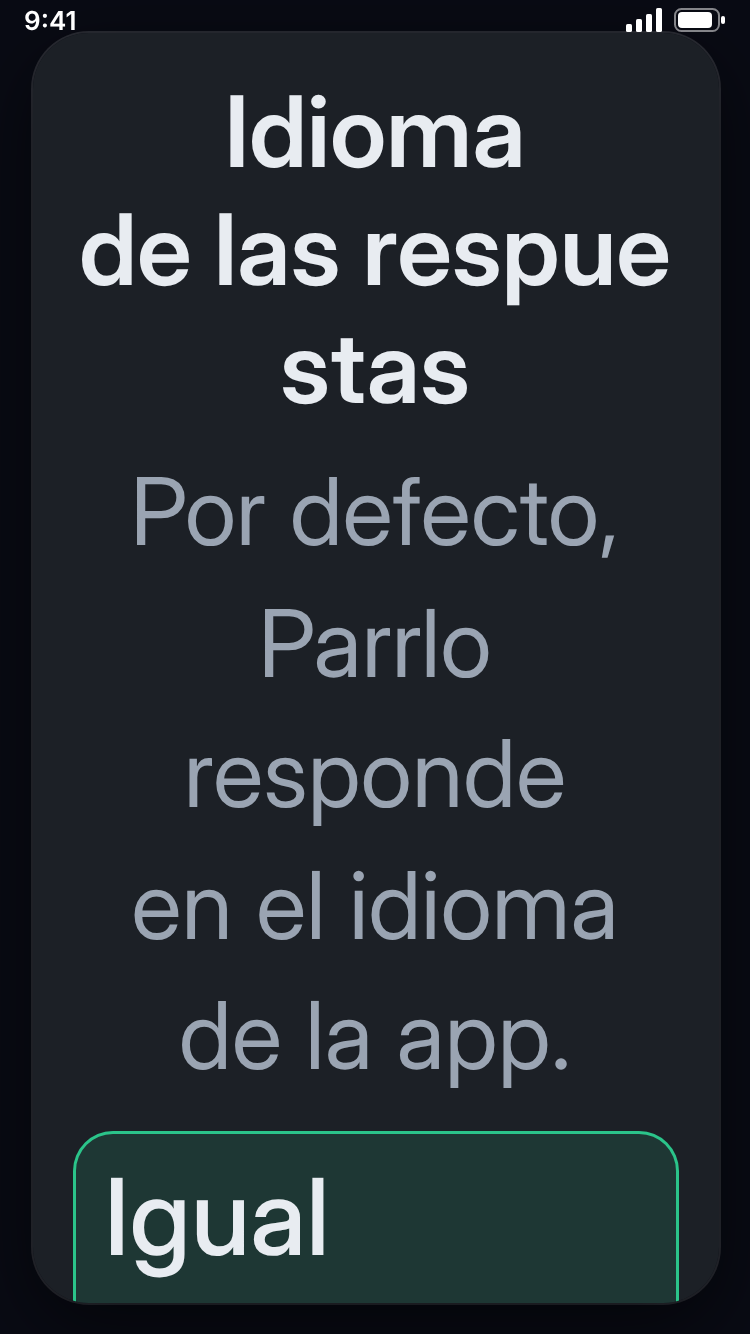 9:41
Idioma
de las respue
stas
Por defecto,
Parrlo
responde
en el idioma
de la app.
Igual